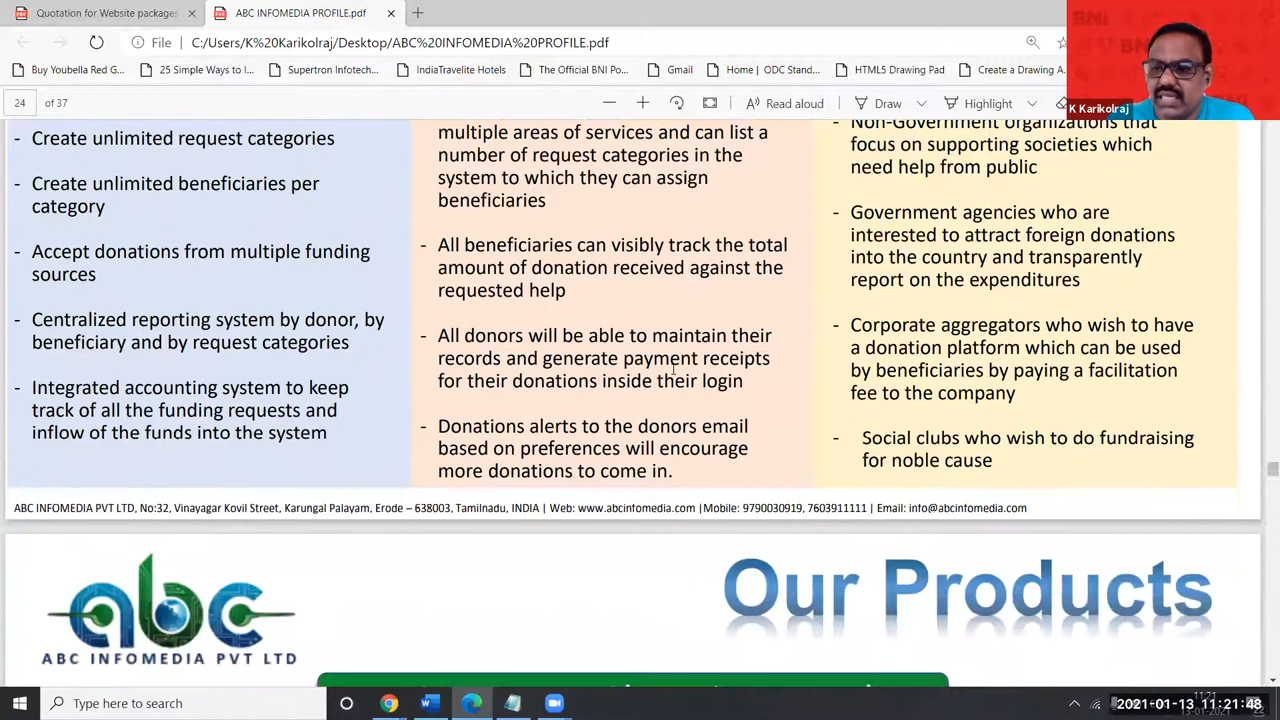 Quotation for Website packages
ABC INFOMEDIA PROFILE.pdf
File
C:/Users/K%20Karikolraj/Desktop/ABC%20INFOMEDIA%20PROFILE.pdf
Buy Youbella Red G...
25 Simple Ways to I...
Supertron Infotech...
IndiaTravelite Hotels
The Official BNI Po...
Gmail
Home | ODC Stand...
HTML5 Drawing Pad
Create a Drawing A...
24 of 37
Read aloud
Draw
Highlight
K Karikolraj
- Create unlimited request categories
- Create unlimited beneficiaries per
category
- Accept donations from multiple funding
sources
- Centralized reporting system by donor, by
beneficiary and by request categories
- Integrated accounting system to keep
track of all the funding requests and
inflow of the funds into the system
multiple areas of services and can list a
number of request categories in the
system to which they can assign
beneficiaries
- All beneficiaries can visibly track the total
amount of donation received against the
requested help
- All donors will be able to maintain their
records and generate payment receipts
for their donations inside their login
- Donations alerts to the donors email
based on preferences will encourage
more donations to come in.
Non-Government organizations that
focus on supporting societies which
need help from public
- Government agencies who are
interested to attract foreign donations
into the country and transparently
report on the expenditures
- Corporate aggregators who wish to have
a donation platform which can be used
by beneficiaries by paying a facilitation
fee to the company
- Social clubs who wish to do fundraising
for noble cause
ABC INFOMEDIA PVT LTD, No:32, Vinayagar Kovil Street, Karungal Palayam, Erode – 638003, Tamilnadu, INDIA | Web: www.abcinfomedia.com |Mobile: 9790030919, 7603911111 | Email: info@abcinfomedia.com
abc
ABC INFOMEDIA PVT LTD
Our Products
Type here to search
11:21
2021-01-13 11:21:48